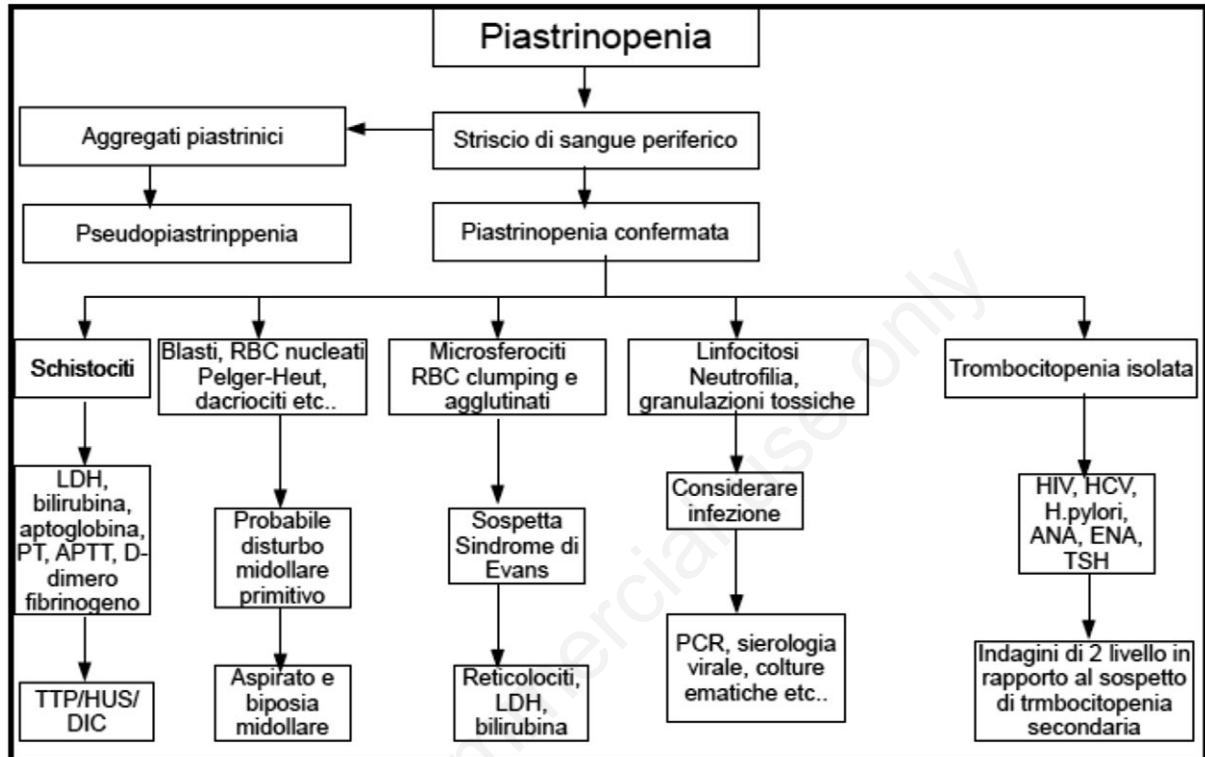 Piastrinopenia
Aggregati piastrinici
Striscio di sangue periferico
Pseudopiastrinppenia
Piastrinopenia confermata
Schistociti
Blasti, RBC nucleati
Pelger-Heut,
dacriociti etc..
Microsferociti
RBC clumping e
agglutinati
Linfocitosi
Neutrofilia,
granulazioni tossiche
Trombocitopenia isolata
LDH,
bilirubina,
aptoglobina,
PT, APTT, D-
dimero
fibrinogeno
Probabile
disturbo
midollare
primitivo
Sospetta
Sindrome di
Evans
Considerare
infezione
HIV, HCV,
H.pylori,
ANA, ENA,
TSH
TTP/HUS/
DIC
Aspirato e
biposia
midollare
Reticolociti,
LDH,
bilirubina
PCR, sierologia
virale, colture
ematiche etc..
Indagini di 2 livello in
rapporto al sospetto
di trmbocitopenia
secondaria
use only